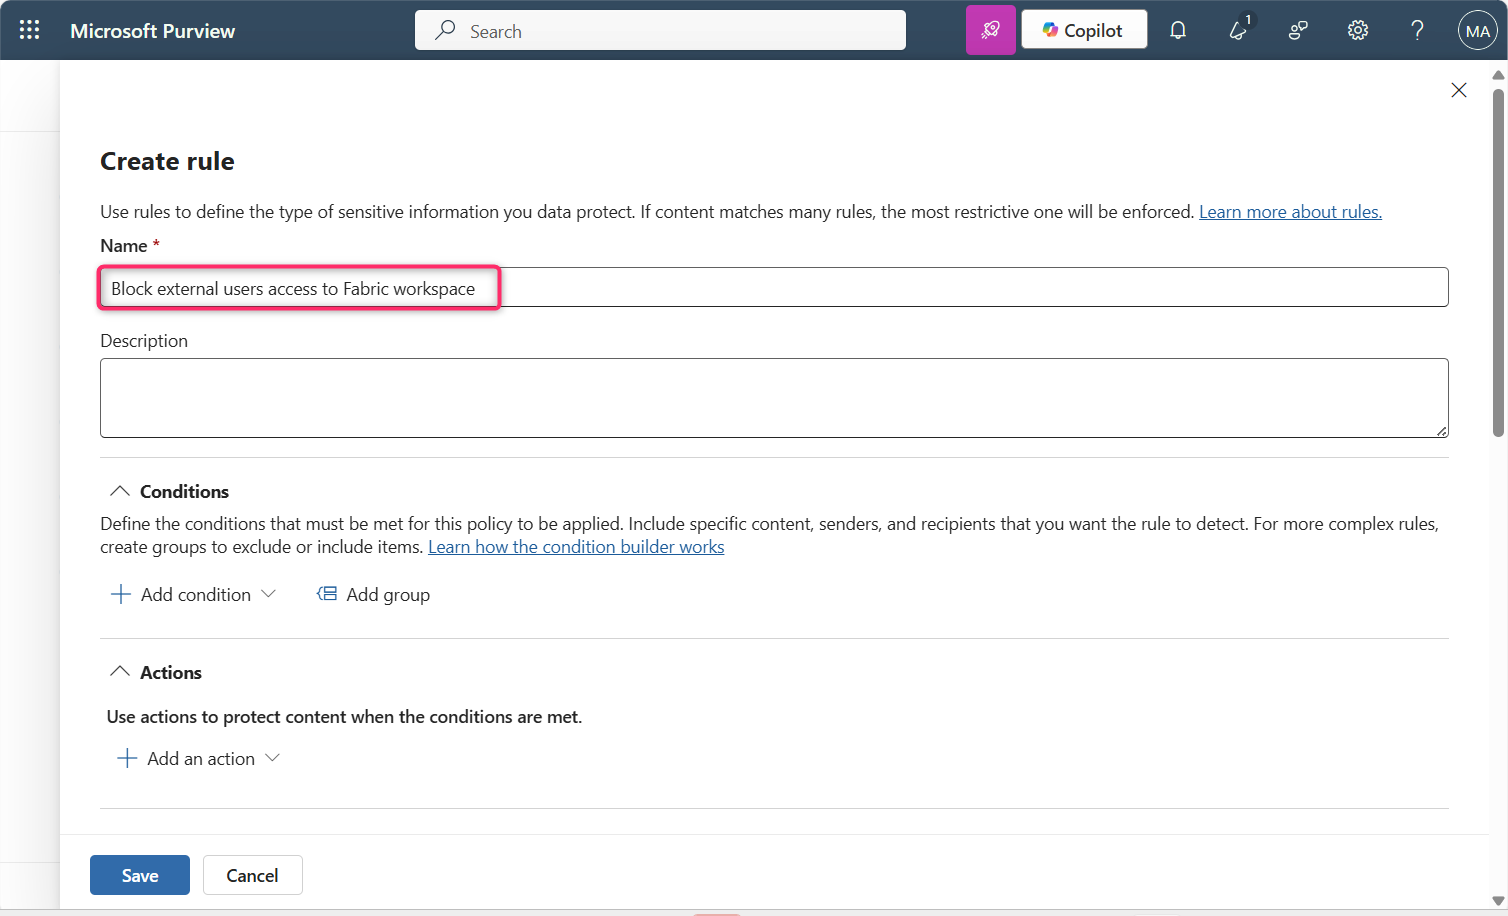 Microsoft Purview
Search
Copilot
1
?
MA
Create rule
Use rules to define the type of sensitive information you data protect. If content matches many rules, the most restrictive one will be enforced. Learn more about rules.
Name *
Block external users access to Fabric workspace
Description
Conditions
Define the conditions that must be met for this policy to be applied. Include specific content, senders, and recipients that you want the rule to detect. For more complex rules,
create groups to exclude or include items. Learn how the condition builder works
Add condition
Add group
Actions
Use actions to protect content when the conditions are met.
Add an action
Save
Cancel